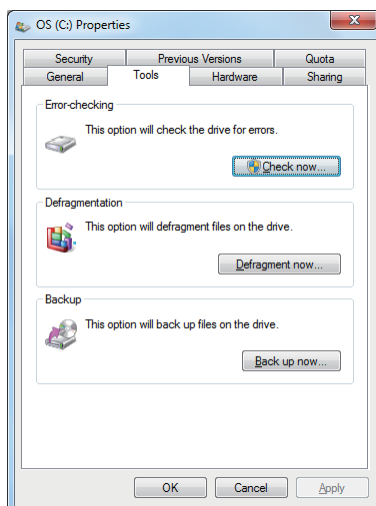 OS (C:) Properties
Security Previous Versions Quota
General Tools Hardware Sharing
Error-checking
This option will check the drive for errors.
Check now...
Defragmentation
This option will defragment files on the drive.
Defragment now...
Backup
This option will back up files on the drive.
Back up now...
OK Cancel Apply